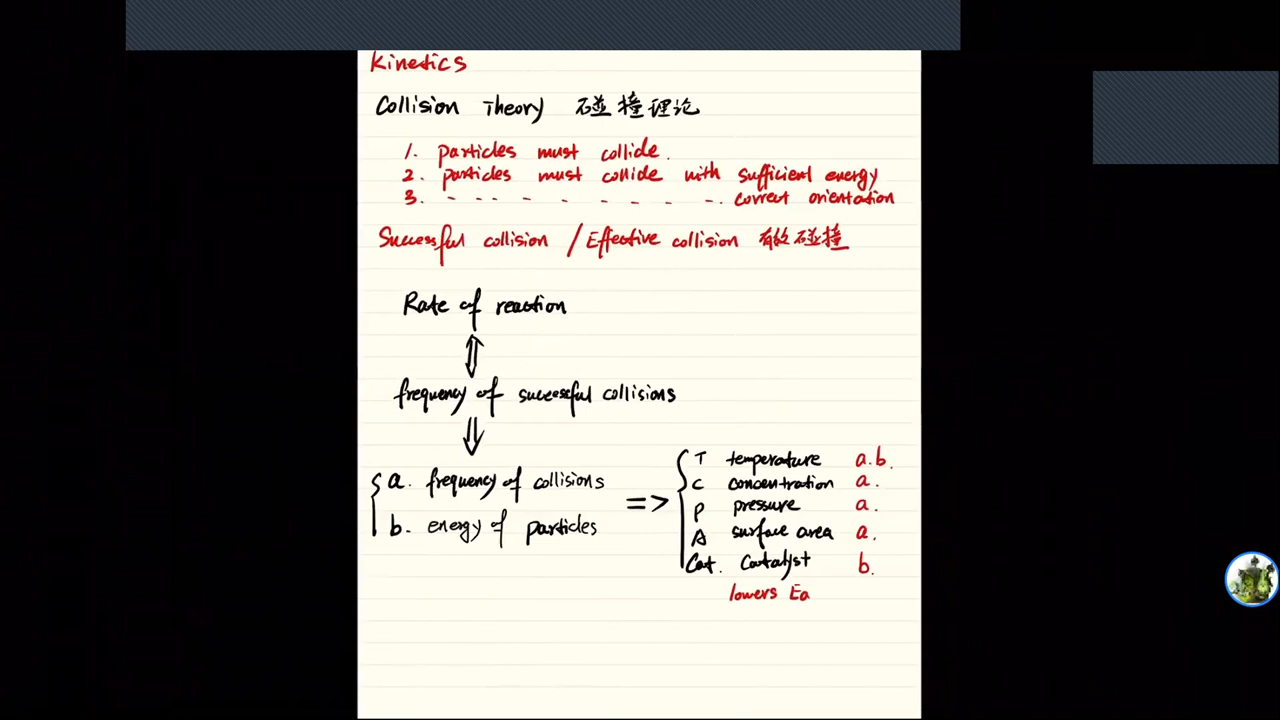 Kinetics
Collision Theory 碰撞理论
1. particles must collide.
2. particles must collide with sufficient energy
3. - - - - - - - - . correct orientation
Successful collision / Effective collision 有效碰撞
Rate of reaction
⇕
frequency of successful collisions
⇓
a. frequency of collisions
b. energy of particles
=>
T temperature a.b.
C concentration a.
P pressure a.
A surface area a.
Cat. Catalyst b.
lowers Ea